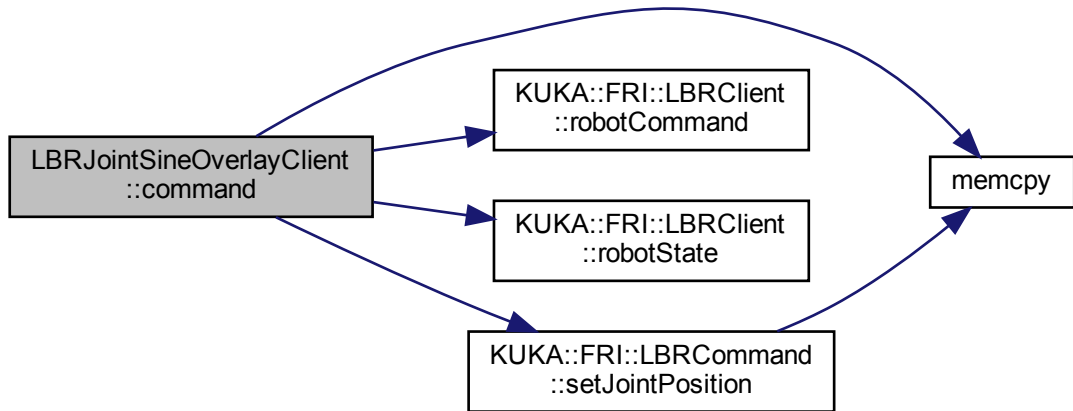 LBRJointSineOverlayClient
::command
KUKA::FRI::LBRClient
::robotCommand
KUKA::FRI::LBRClient
::robotState
KUKA::FRI::LBRCommand
::setJointPosition
memcpy